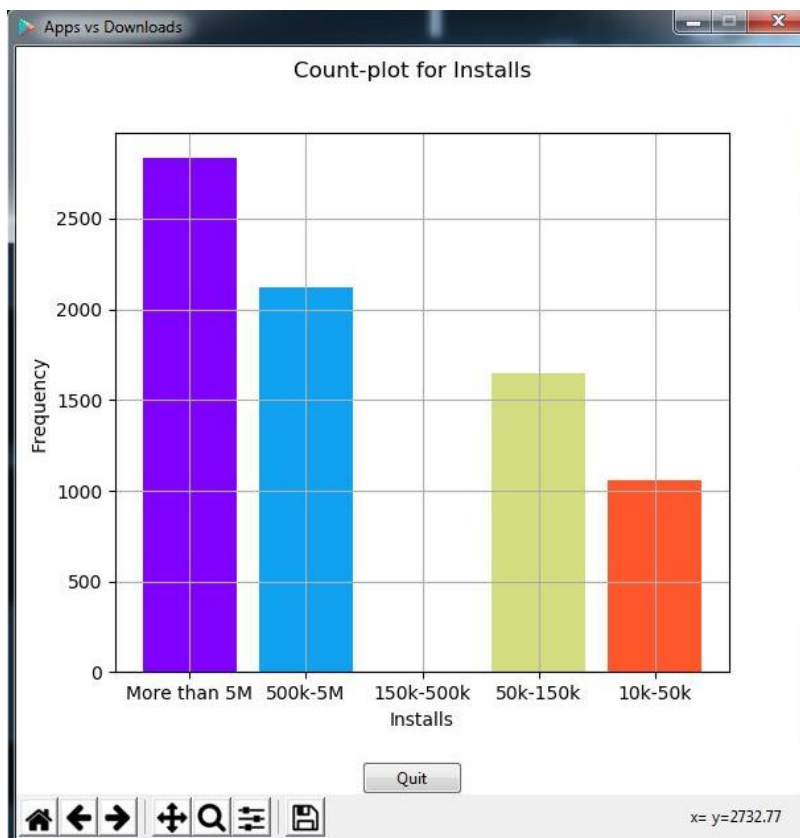 Apps vs Downloads
Count-plot for Installs
Frequency
2500
2000
1500
1000
500
0
More than 5M 500k-5M 150k-500k 50k-150k 10k-50k
Installs
Quit
x= y=2732.77